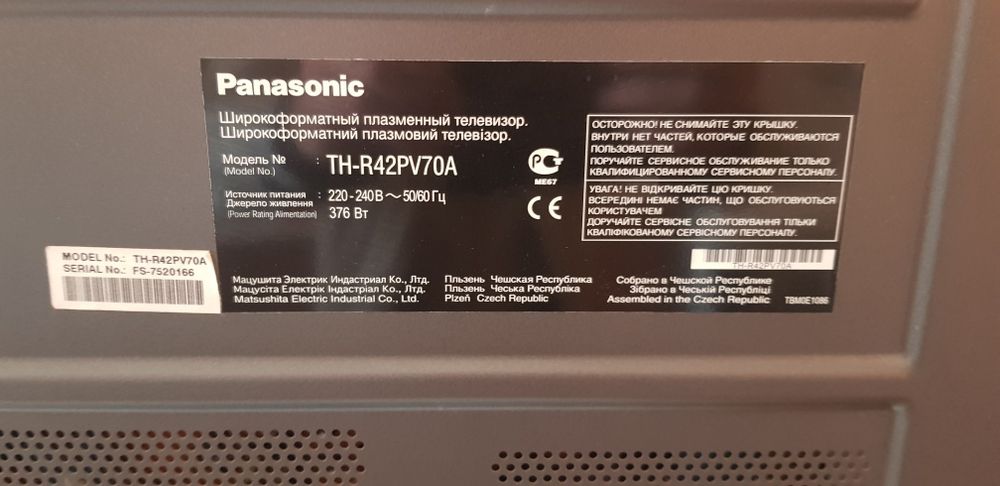 Panasonic
Широкоформатный плазменный телевизор.
Широкоформатний плазмовий телевізор.
Модель № : TH-R42PV70A
(Model No.)
Источник питания : 220 - 240 В ~ 50/60 Гц
Джерело живлення
(Power Rating Alimentation) 376 Вт
PG
ME67
CE
ОСТОРОЖНО! НЕ СНИМАЙТЕ ЭТУ КРЫШКУ.
ВНУТРИ НЕТ ЧАСТЕЙ, КОТОРЫЕ ОБСЛУЖИВАЮТСЯ
ПОЛЬЗОВАТЕЛЕМ.
ПОРУЧАЙТЕ СЕРВИСНОЕ ОБСЛУЖИВАНИЕ ТОЛЬКО
КВАЛИФИЦИРОВАННОМУ СЕРВИСНОМУ ПЕРСОНАЛУ.
УВАГА! НЕ ВІДКРИВАЙТЕ ЦЮ КРИШКУ.
ВСЕРЕДИНІ НЕМАЄ ЧАСТИН, ЩО ОБСЛУГОВУЮТЬСЯ
КОРИСТУВАЧЕМ
ДОРУЧАЙТЕ СЕРВІСНЕ ОБСЛУГОВУВАННЯ ТІЛЬКИ
КВАЛІФІКОВАНОМУ СЕРВІСНОМУ ПЕРСОНАЛУ.
TH-R42PV70A
MODEL No.: TH-R42PV70A
SERIAL No.: FS-7520166
Мацушита Электрик Индастриал Ко., Лтд. Пльзень Чешская Республика Собрано в Чешской Республике
Мацусіта Електрік Індастріал Ко., Лтд. Пльзень Чеська Республіка Зібрано в Чеській Республіці
Matsushita Electric Industrial Co., Ltd. Plzeň Czech Republic Assembled in the Czech Republic TBM0E1086